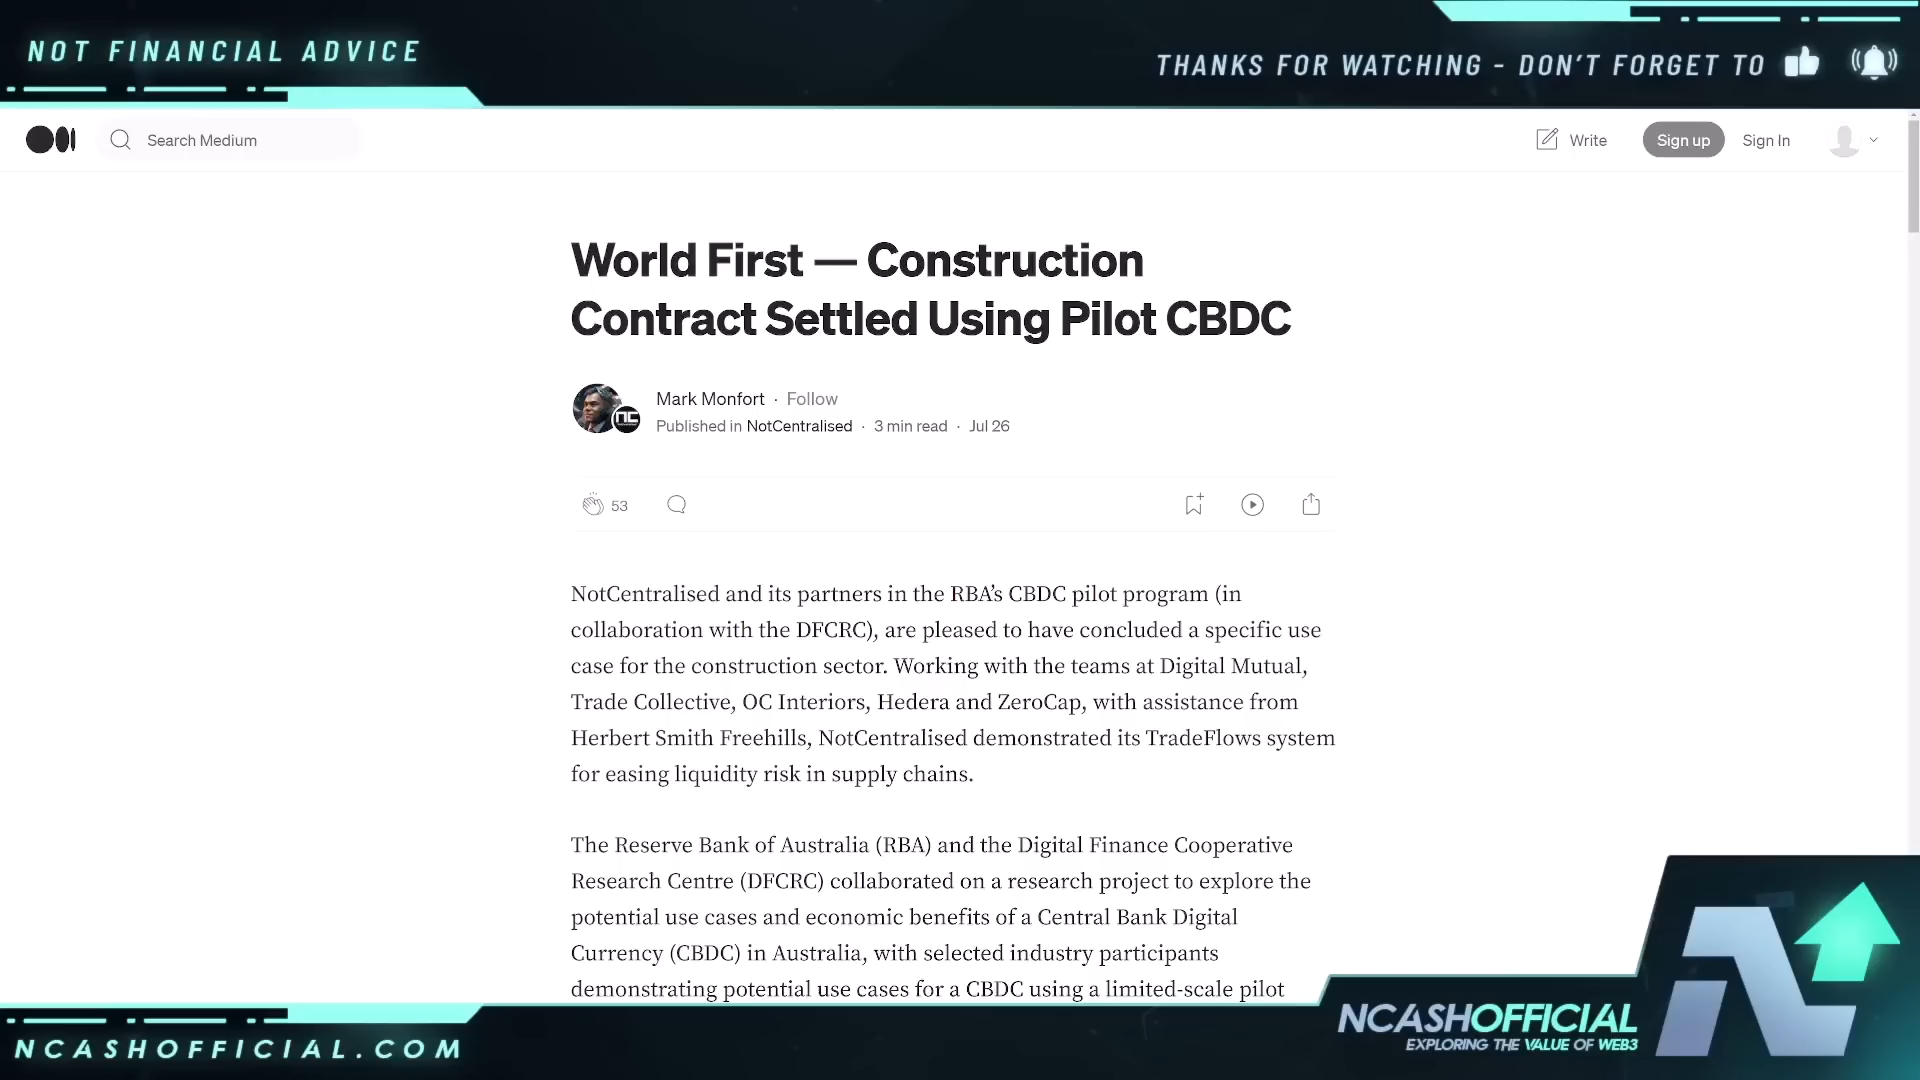 NOT FINANCIAL ADVICE
THANKS FOR WATCHING - DON'T FORGET TO
Search Medium
Write
Sign up
Sign In
World First — Construction
Contract Settled Using Pilot CBDC
Mark Monfort · Follow
NC
Published in NotCentralised · 3 min read · Jul 26
53
NotCentralised and its partners in the RBA’s CBDC pilot program (in
collaboration with the DFCRC), are pleased to have concluded a specific use
case for the construction sector. Working with the teams at Digital Mutual,
Trade Collective, OC Interiors, Hedera and ZeroCap, with assistance from
Herbert Smith Freehills, NotCentralised demonstrated its TradeFlows system
for easing liquidity risk in supply chains.
The Reserve Bank of Australia (RBA) and the Digital Finance Cooperative
Research Centre (DFCRC) collaborated on a research project to explore the
potential use cases and economic benefits of a Central Bank Digital
Currency (CBDC) in Australia, with selected industry participants
demonstrating potential use cases for a CBDC using a limited-scale pilot
NCASHOFFICIAL
EXPLORING THE VALUE OF WEB3
NCASHOFFICIAL.COM